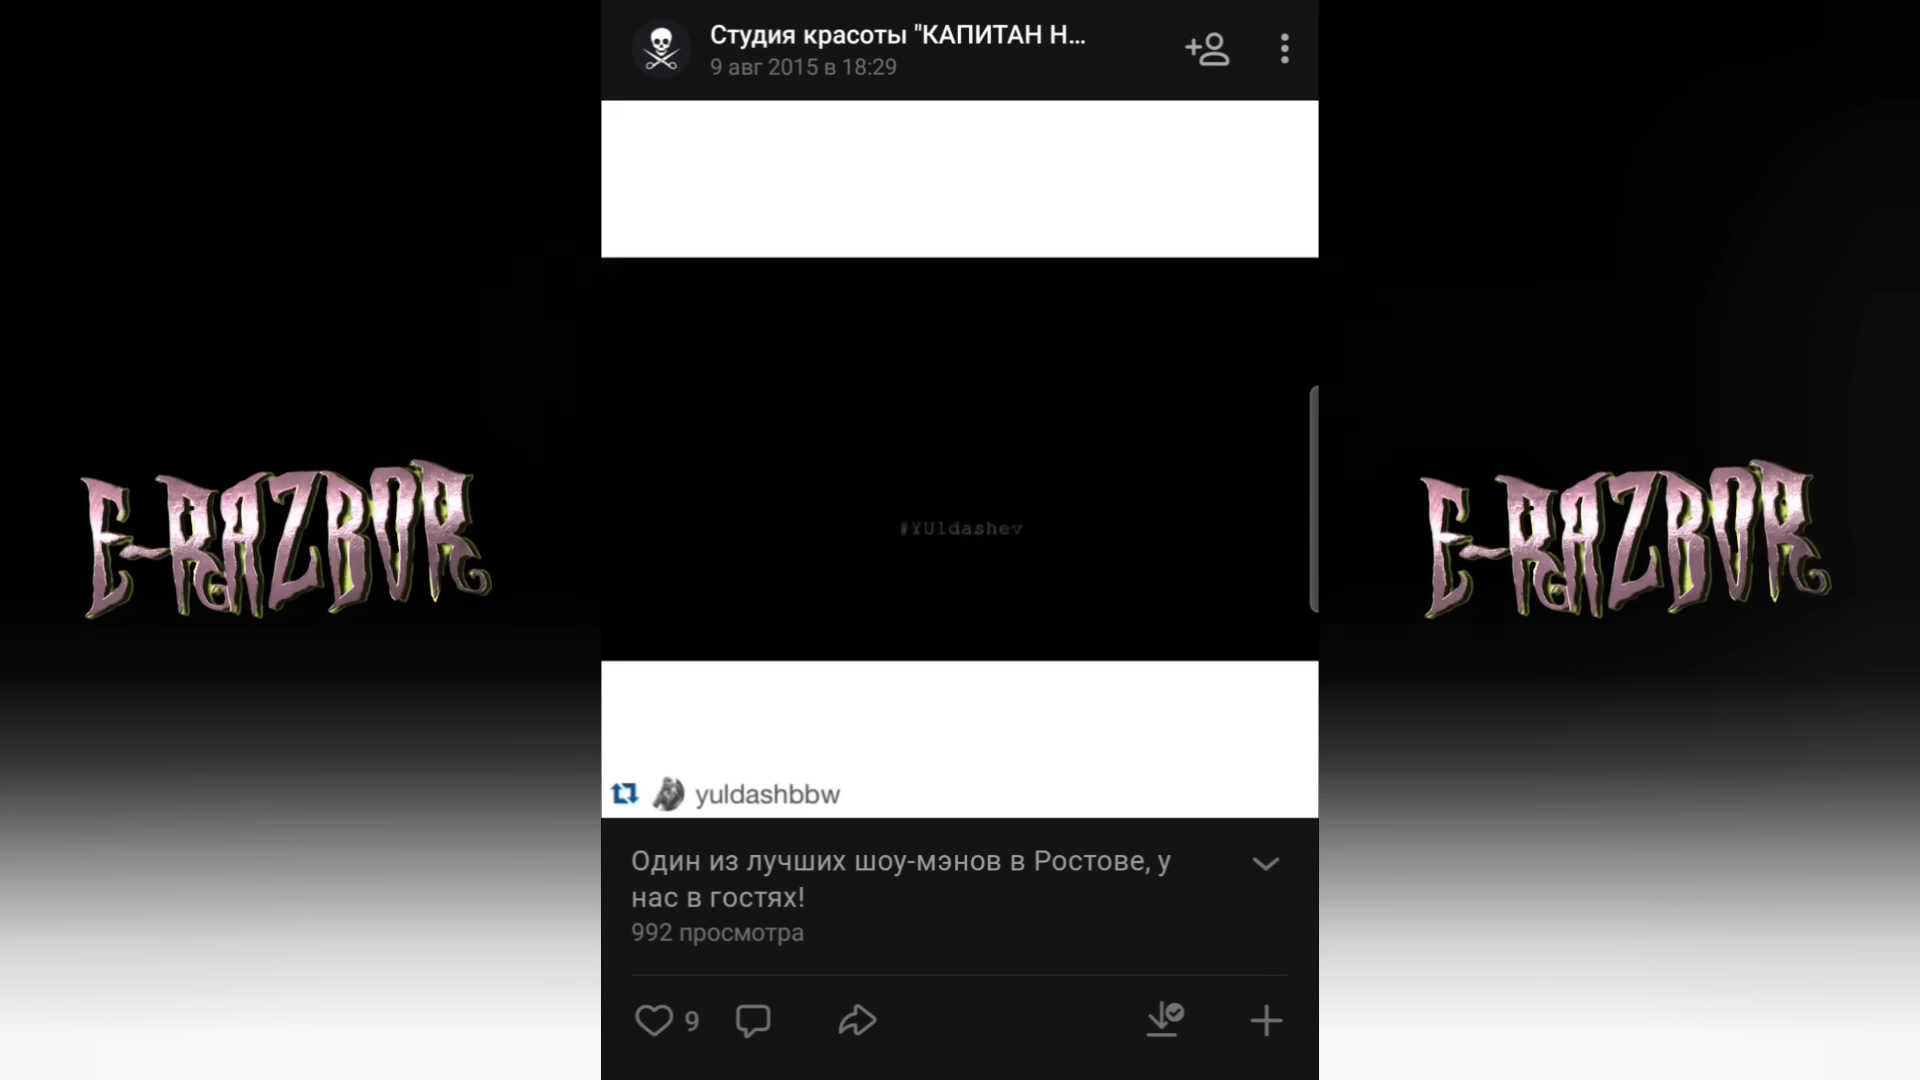 Студия красоты "КАПИТАН Н...
9 авг 2015 в 18:29
E-RAZBOR
#YUldashev
E-RAZBOR
yuldashbbw
Один из лучших шоу-мэнов в Ростове, у
нас в гостях!
992 просмотра
9